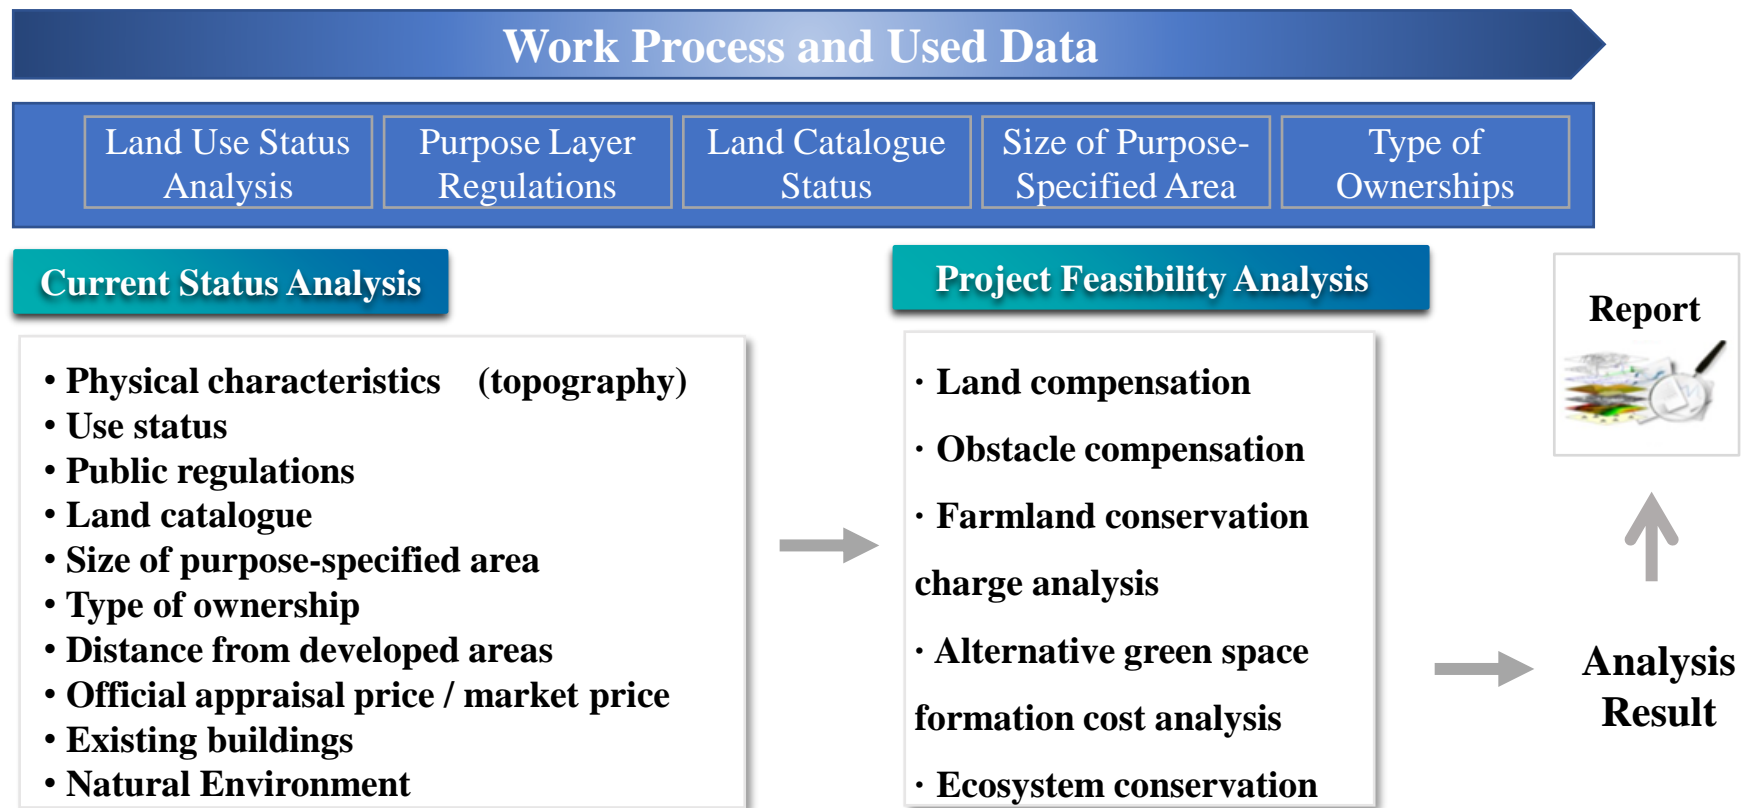 Work Process and Used Data
Land Use Status
Analysis
Purpose Layer
Regulations
Land Catalogue
Status
Size of Purpose-
Specified Area
Type of
Ownerships
Current Status Analysis
• Physical characteristics (topography)
• Use status
• Public regulations
• Land catalogue
• Size of purpose-specified area
• Type of ownership
• Distance from developed areas
• Official appraisal price / market price
• Existing buildings
• Natural Environment
Project Feasibility Analysis
· Land compensation
· Obstacle compensation
· Farmland conservation
charge analysis
· Alternative green space
formation cost analysis
· Ecosystem conservation
Report
Analysis
Result